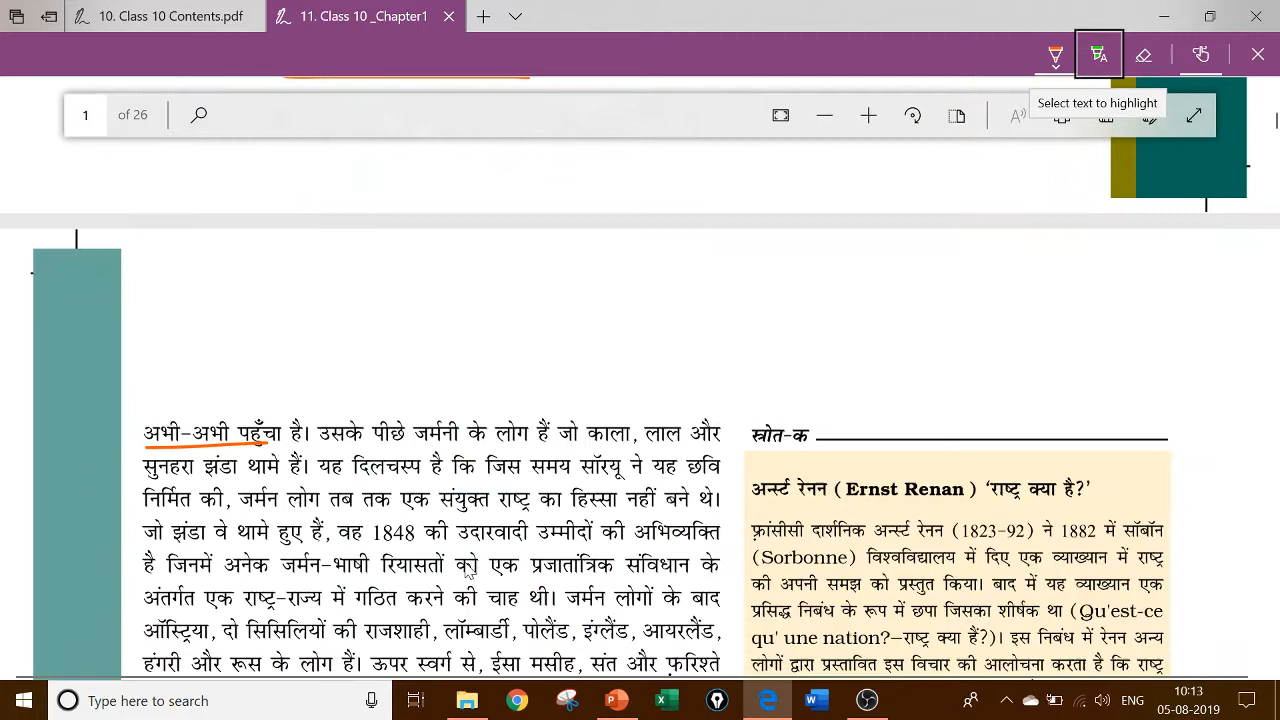 10. Class 10 Contents.pdf
11. Class 10 _Chapter1
Select text to highlight
1 of 26
अभी-अभी पहुँचा है। उसके पीछे जर्मनी के लोग हैं जो काला, लाल और
सुनहरा झंडा थामे हैं। यह दिलचस्प है कि जिस समय सॉरयू ने यह छवि
निर्मित की, जर्मन लोग तब तक एक संयुक्त राष्ट्र का हिस्सा नहीं बने थे।
जो झंडा वे थामे हुए हैं, वह 1848 की उदारवादी उम्मीदों की अभिव्यक्ति
है जिनमें अनेक जर्मन-भाषी रियासतों को एक प्रजातांत्रिक संविधान के
अंतर्गत एक राष्ट्र-राज्य में गठित करने की चाह थी। जर्मन लोगों के बाद
ऑस्ट्रिया, दो सिसिलियों की राजशाही, लॉम्बार्डी, पोलैंड, इंग्लैंड, आयरलैंड,
हंगरी और रूस के लोग हैं। ऊपर स्वर्ग से, ईसा मसीह, संत और फ़रिश्ते
स्रोत-क
अर्न्स्ट रेनन (Ernst Renan) 'राष्ट्र क्या है?'
फ़्रांसीसी दार्शनिक अर्न्स्ट रेनन (1823-92) ने 1882 में सॉबॉन
(Sorbonne) विश्वविद्यालय में दिए एक व्याख्यान में राष्ट्र
की अपनी समझ को प्रस्तुत किया। बाद में यह व्याख्यान एक
प्रसिद्ध निबंध के रूप में छपा जिसका शीर्षक था (Qu'est-ce
qu' une nation?—राष्ट्र क्या हैं?)। इस निबंध में रेनन अन्य
लोगों द्वारा प्रस्तावित इस विचार की आलोचना करता है कि राष्ट्र
Type here to search
ENG
10:13
05-08-2019